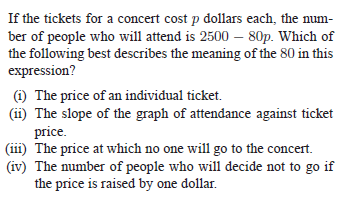 If the tickets for a concert cost p dollars each, the num-
ber of people who will attend is 2500 − 80p. Which of
the following best describes the meaning of the 80 in this
expression?
(i) The price of an individual ticket.
(ii) The slope of the graph of attendance against ticket
price.
(iii) The price at which no one will go to the concert.
(iv) The number of people who will decide not to go if
the price is raised by one dollar.